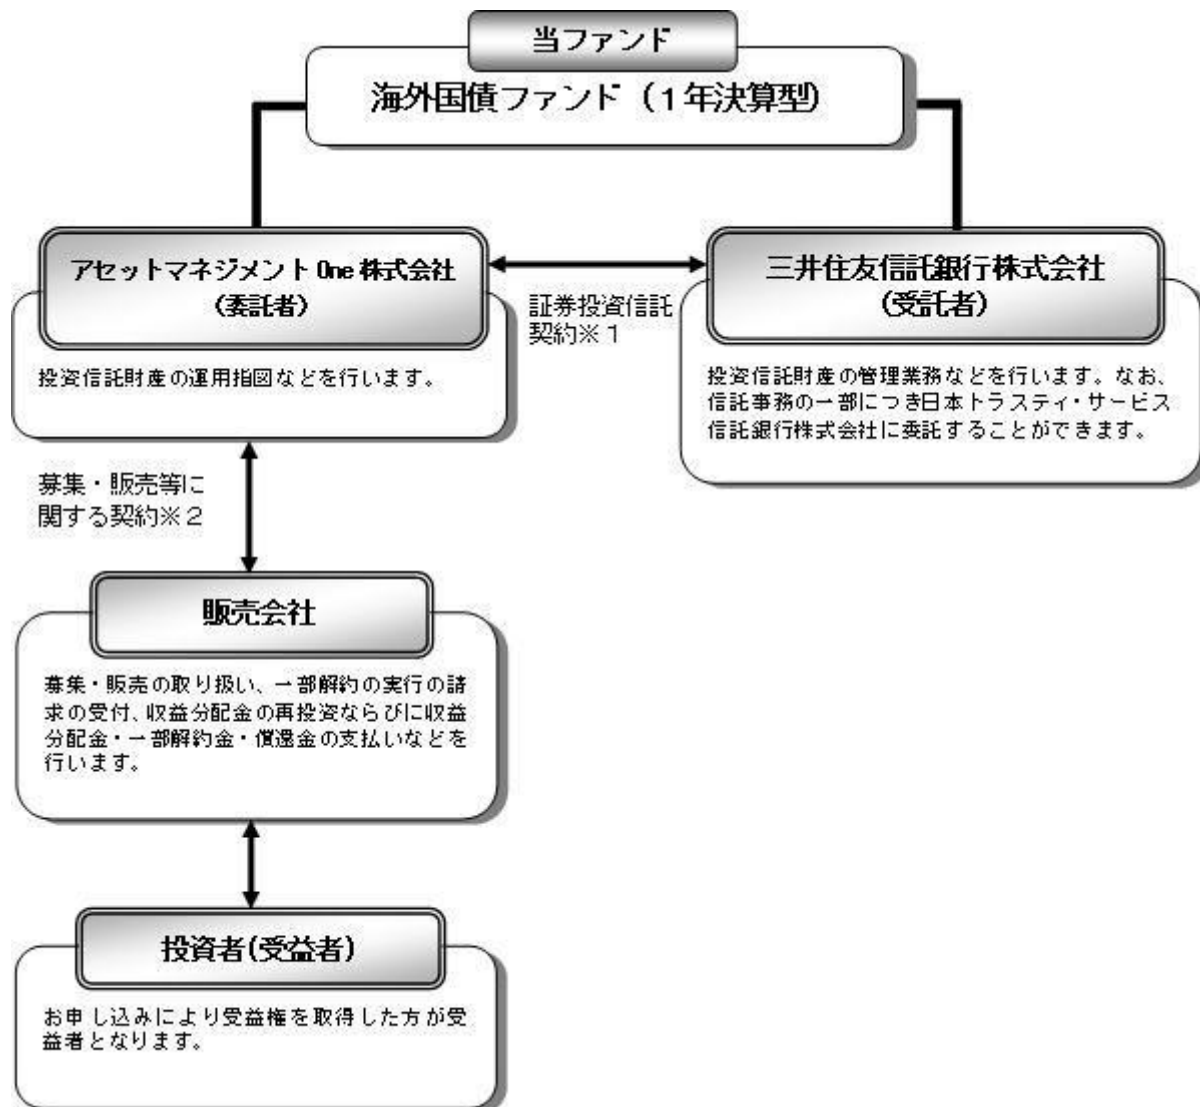 当ファンド
海外国債ファンド（１年決算型）
アセットマネジメント One 株式会社
（委託者）
投資信託財産の運用指図などを行います。
証券投資信託
契約※１
三井住友信託銀行株式会社
（受託者）
投資信託財産の管理業務などを行います。なお、
信託事務の一部につき日本トラスティ・サービス
信託銀行株式会社に委託することができます。
募集・販売等に
関する契約※２
販売会社
募集・販売の取り扱い、一部解約の実行の請
求の受付、収益分配金の再投資ならびに収益
分配金・一部解約金・償還金の支払いなどを
行います。
投資者（受益者）
お申し込みにより受益権を取得した方が受
益者となります。